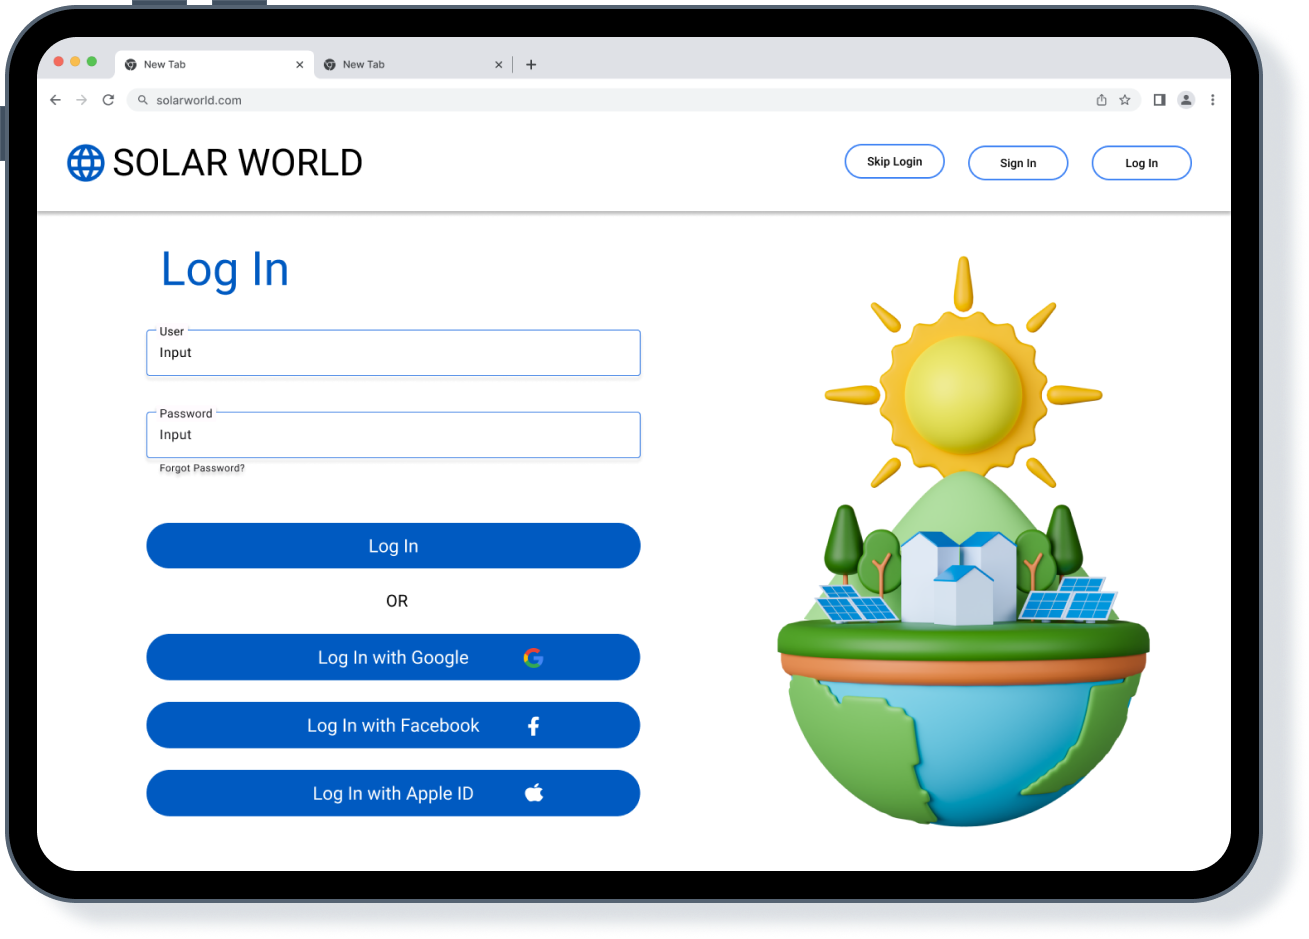 New Tab
New Tab
solarworld.com
SOLAR WORLD
Skip Login
Sign In
Log In
Log In
User
Input
Password
Input
Forgot Password?
Log In
OR
Log In with Google
Log In with Facebook
Log In with Apple ID